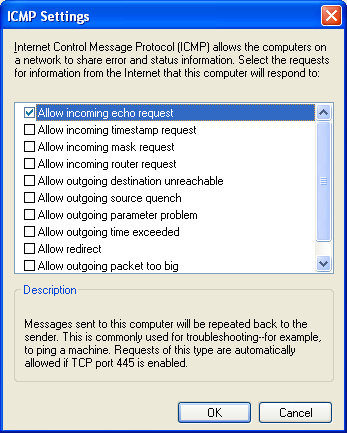 ICMP Settings
Internet Control Message Protocol (ICMP) allows the computers
on a network to share error and status information. Select the requests
for information from the Internet that this computer will respond to:
Allow incoming echo request
Allow incoming timestamp request
Allow incoming mask request
Allow incoming router request
Allow outgoing destination unreachable
Allow outgoing source quench
Allow outgoing parameter problem
Allow outgoing time exceeded
Allow redirect
Allow outgoing packet too big
Description
Messages sent to this computer will be repeated back to the
sender. This is commonly used for troubleshooting--for example,
to ping a machine. Requests of this type are automatically
allowed if TCP port 445 is enabled.
OK
Cancel